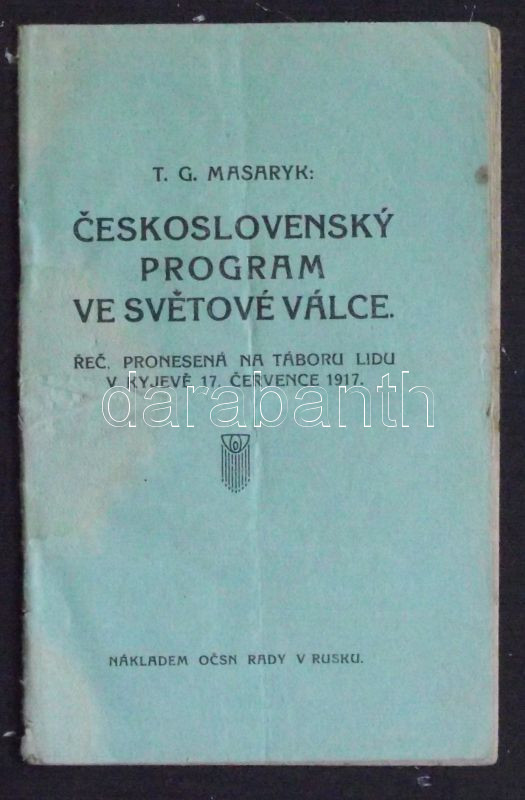 T. G. MASARYK:
ČESKOSLOVENSKÝ
PROGRAM
VE SVĚTOVÉ VÁLCE.
ŘEČ, PRONESENÁ NA TÁBORU LIDU
V KYJEVĚ 17. ČERVENCE 1917.
darabanth
NÁKLADEM OČSN RADY V RUSKU.